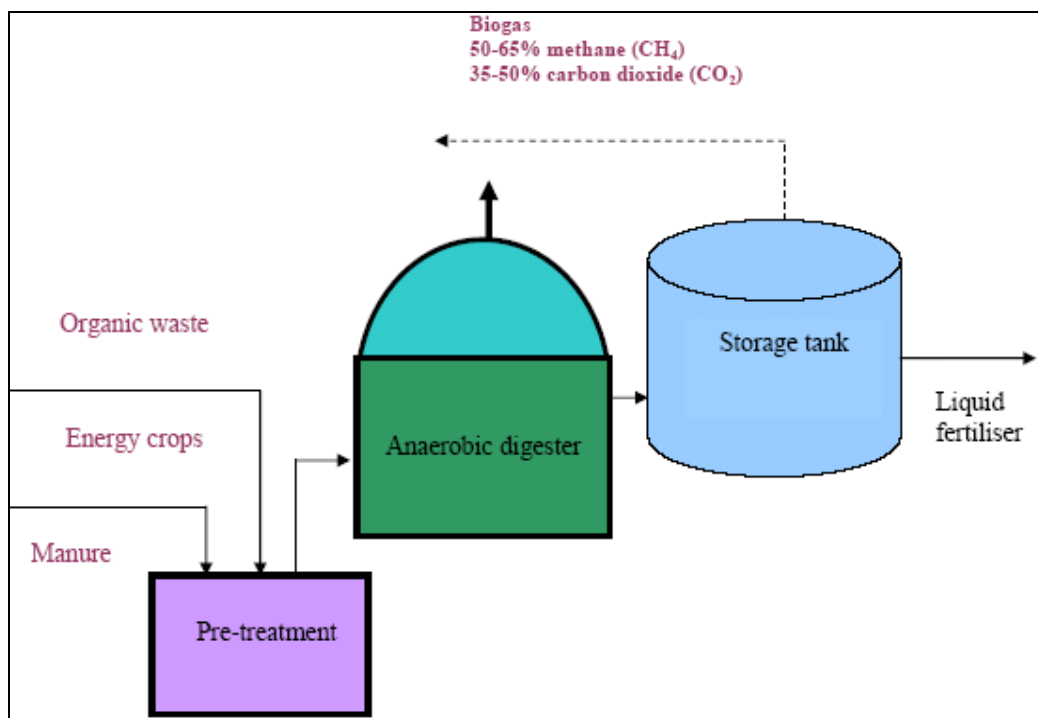 Biogas
50-65% methane (CH₄)
35-50% carbon dioxide (CO₂)
Organic waste
Storage tank
Liquid
fertiliser
Energy crops
Anaerobic digester
Manure
Pre-treatment